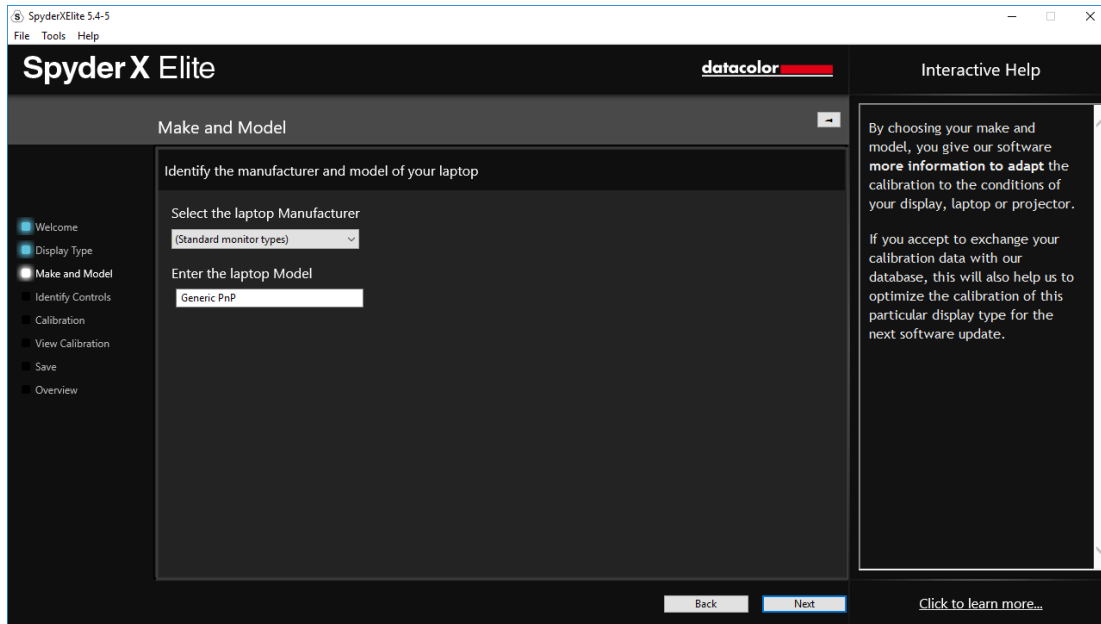 SpyderXElite 5.4-5
File Tools Help
Spyder X Elite
datacolor
Interactive Help
Make and Model
Identify the manufacturer and model of your laptop
Select the laptop Manufacturer
(Standard monitor types)
Enter the laptop Model
Generic PnP
Welcome
Display Type
Make and Model
Identify Controls
Calibration
View Calibration
Save
Overview
By choosing your make and
model, you give our software
more information to adapt the
calibration to the conditions of
your display, laptop or projector.
If you accept to exchange your
calibration data with our
database, this will also help us to
optimize the calibration of this
particular display type for the
next software update.
Back
Next
Click to learn more...